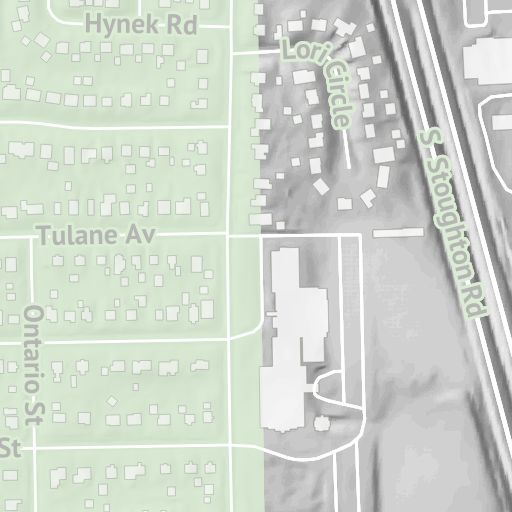 Hynek Rd
Lori Circle
S Stoughton Rd
Tulane Av
Ontario St
St